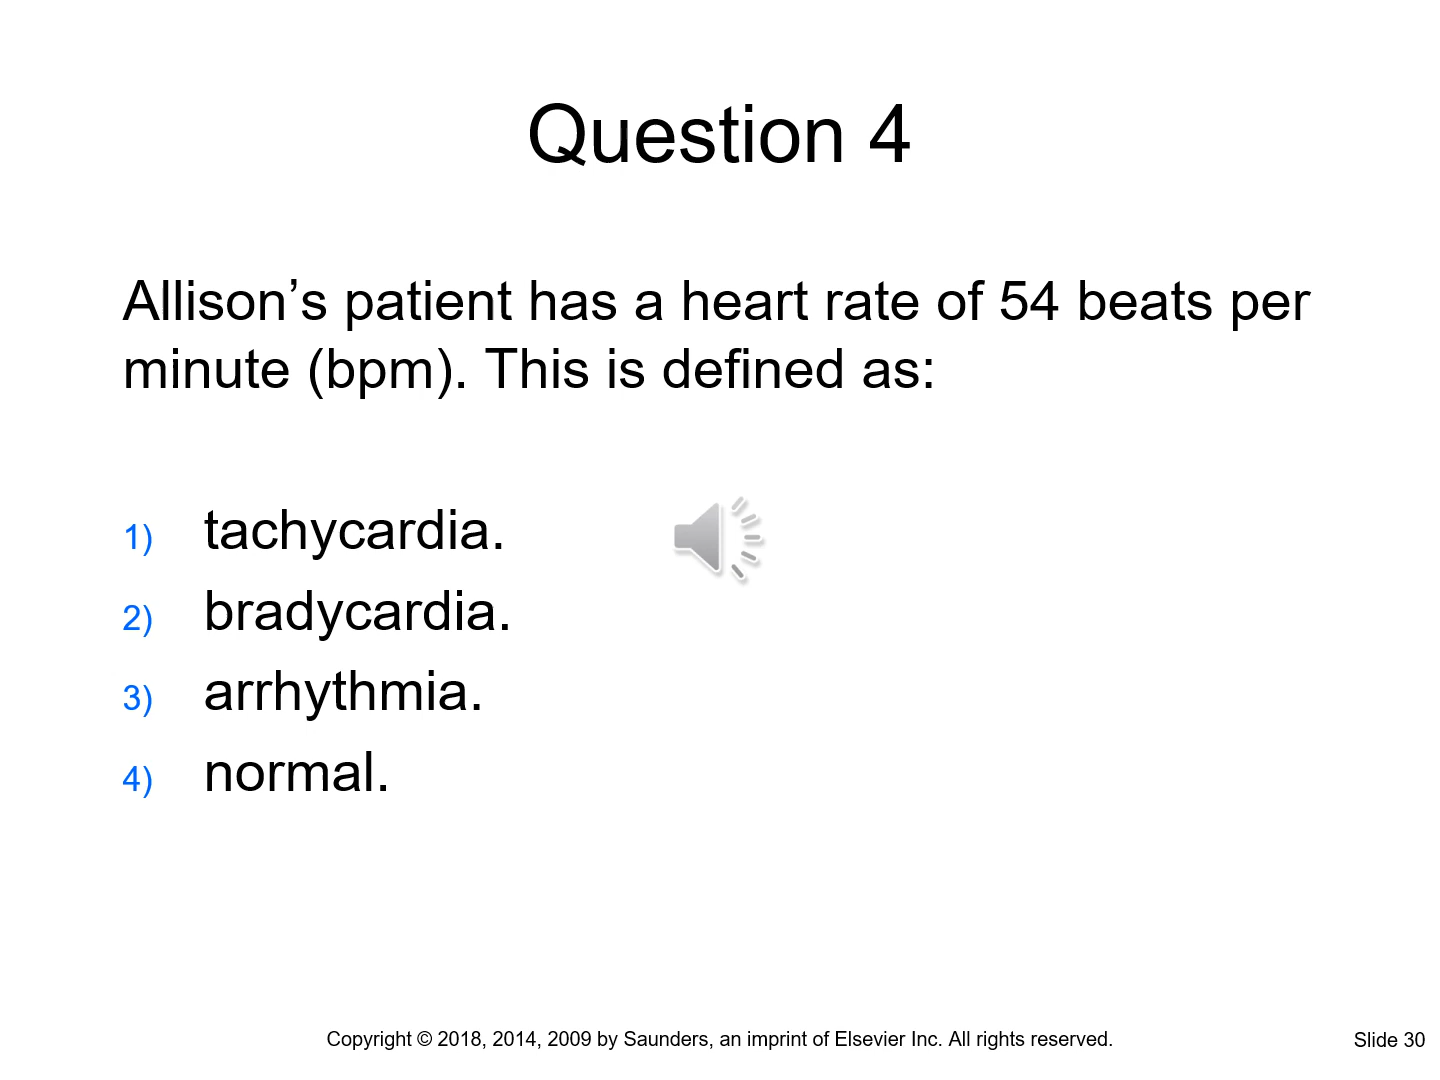 Question 4
Allison’s patient has a heart rate of 54 beats per
minute (bpm). This is defined as:
1) tachycardia.
2) bradycardia.
3) arrhythmia.
4) normal.
Copyright © 2018, 2014, 2009 by Saunders, an imprint of Elsevier Inc. All rights reserved.
Slide 30